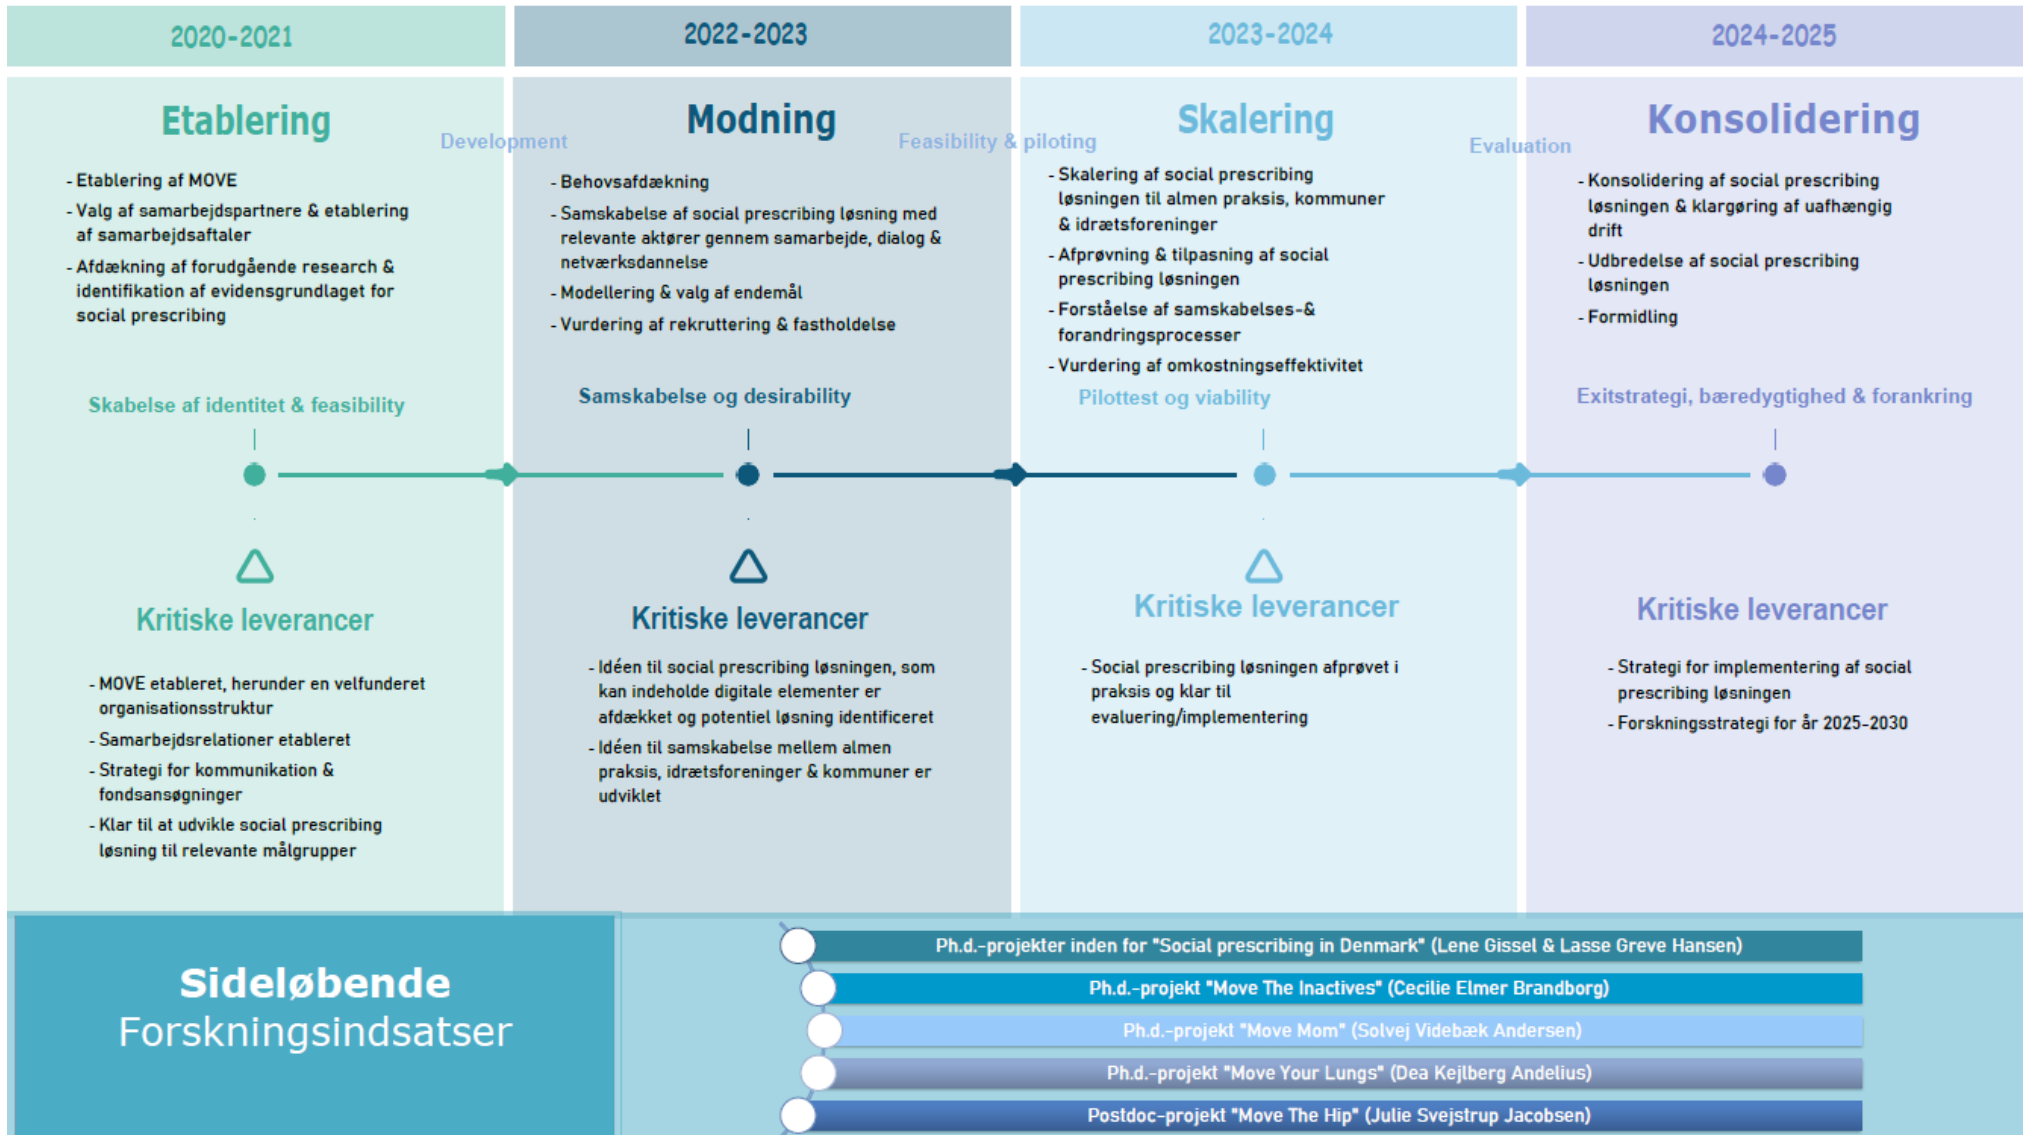 2020-2021
2022-2023
2023-2024
2024-2025
Etablering
Development
- Etablering af MOVE
- Valg af samarbejdspartnere & etablering
af samarbejdsaftaler
- Afdækning af forudgående research &
identifikation af evidensgrundlaget for
social prescribing
Skabelse af identitet & feasibility
Kritiske leverancer
- MOVE etableret, herunder en velfunderet
organisationsstruktur
- Samarbejdsrelationer etableret
- Strategi for kommunikation &
fondsansøgninger
- Klar til at udvikle social prescribing
løsning til relevante målgrupper
Modning
Feasibility & piloting
- Behovsafdækning
- Samskabelse af social prescribing løsning med
relevante aktører gennem samarbejde, dialog &
netværksdannelse
- Modellering & valg af endemål
- Vurdering af rekruttering & fastholdelse
Samskabelse og desirability
Kritiske leverancer
- Idéen til social prescribing løsningen, som
kan indeholde digitale elementer er
afdækket og potentiel løsning identificeret
- Idéen til samskabelse mellem almen
praksis, idrætsforeninger & kommuner er
udviklet
Skalering
Evaluation
- Skalering af social prescribing
løsningen til almen praksis, kommuner
& idrætsforeninger
- Afprøvning & tilpasning af social
prescribing løsningen
- Forståelse af samskabelses-&
forandringsprocesser
- Vurdering af omkostningseffektivitet
Pilottest og viability
Kritiske leverancer
- Social prescribing løsningen afprøvet i
praksis og klar til
evaluering/implementering
Konsolidering
- Konsolidering af social prescribing
løsningen & klargøring af uafhængig
drift
- Udbredelse af social prescribing
løsningen
- Formidling
Exitstrategi, bæredygtighed & forankring
Kritiske leverancer
- Strategi for implementering af social
prescribing løsningen
- Forskningsstrategi for år 2025-2030
Sideløbende
Forskningsindsatser
Ph.d.-projekter inden for "Social prescribing in Denmark" (Lene Gissel & Lasse Greve Hansen)
Ph.d.-projekt "Move The Inactives" (Cecilie Elmer Brandborg)
Ph.d.-projekt "Move Mom" (Solvej Videbæk Andersen)
Ph.d.-projekt "Move Your Lungs" (Dea Kejlberg Andelius)
Postdoc-projekt "Move The Hip" (Julie Svejstrup Jacobsen)